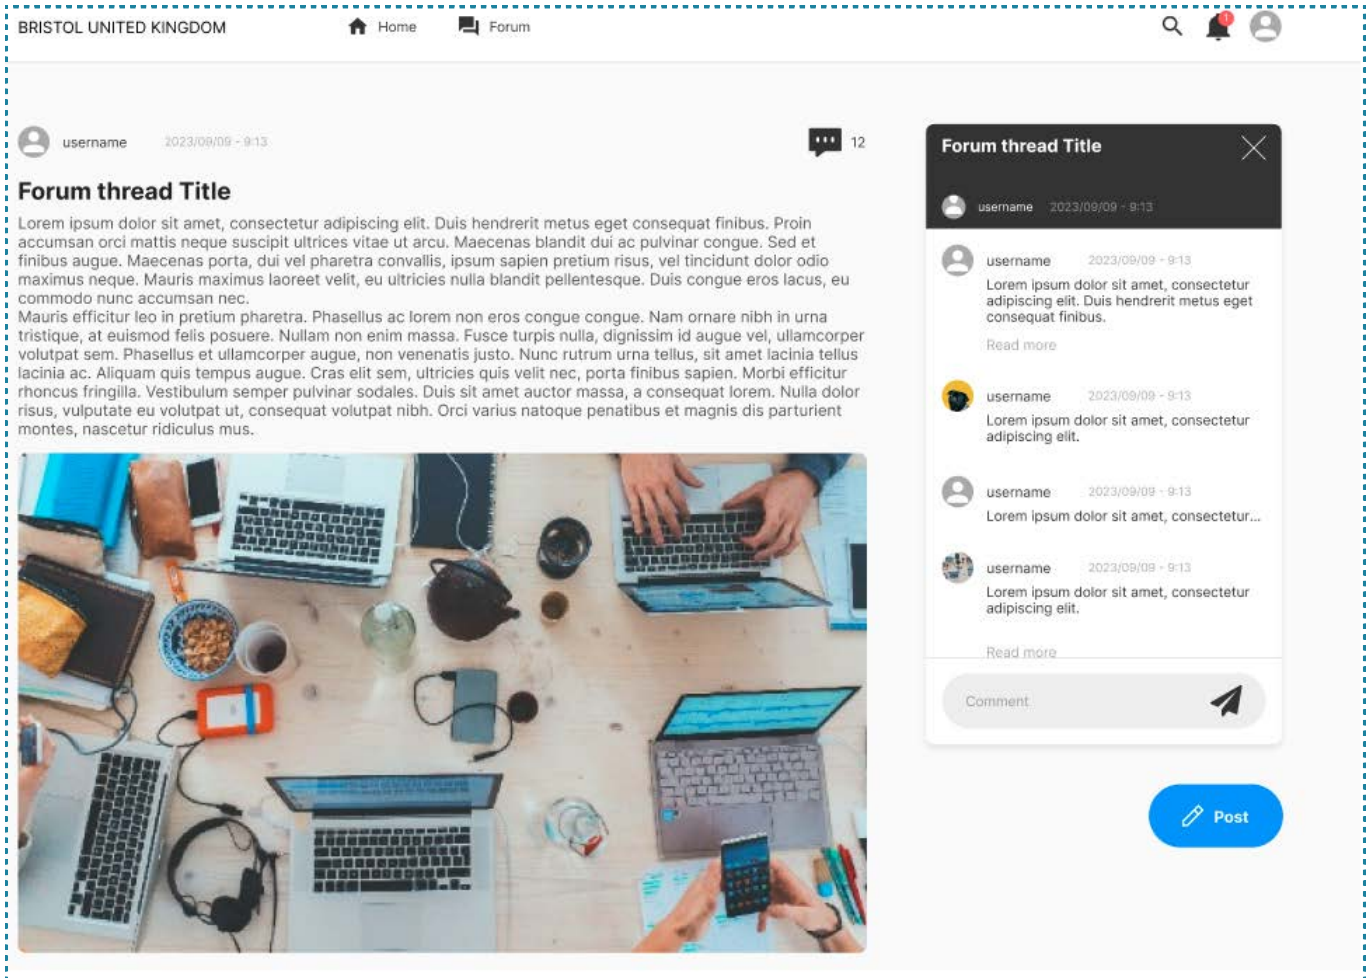 BRISTOL UNITED KINGDOM
Home
Forum
1
username 2023/09/09 - 9:13
12
Forum thread Title
Lorem ipsum dolor sit amet, consectetur adipiscing elit. Duis hendrerit metus eget consequat finibus. Proin
accumsan orci mattis neque suscipit ultrices vitae ut arcu. Maecenas blandit dui ac pulvinar congue. Sed et
finibus augue. Maecenas porta, dui vel pharetra convallis, ipsum sapien pretium risus, vel tincidunt dolor odio
maximus neque. Mauris maximus laoreet velit, eu ultricies nulla blandit pellentesque. Duis congue eros lacus, eu
commodo nunc accumsan nec.
Mauris efficitur leo in pretium pharetra. Phasellus ac lorem non eros congue congue. Nam ornare nibh in urna
tristique, at euismod felis posuere. Nullam non enim massa. Fusce turpis nulla, dignissim id augue vel, ullamcorper
volutpat sem. Phasellus et ullamcorper augue, non venenatis justo. Nunc rutrum urna tellus, sit amet lacinia tellus
lacinia ac. Aliquam quis tempus augue. Cras elit sem, ultricies quis velit nec, porta finibus sapien. Morbi efficitur
rhoncus fringilla. Vestibulum semper pulvinar sodales. Duis sit amet auctor massa, a consequat lorem. Nulla dolor
risus, vulputate eu volutpat ut, consequat volutpat nibh. Orci varius natoque penatibus et magnis dis parturient
montes, nascetur ridiculus mus.
Forum thread Title
username 2023/09/09 - 9:13
username 2023/09/09 - 9:13
Lorem ipsum dolor sit amet, consectetur
adipiscing elit. Duis hendrerit metus eget
consequat finibus.
Read more
username 2023/09/09 - 9:13
Lorem ipsum dolor sit amet, consectetur
adipiscing elit.
username 2023/09/09 - 9:13
Lorem ipsum dolor sit amet, consectetur...
username 2023/09/09 - 9:13
Lorem ipsum dolor sit amet, consectetur
adipiscing elit.
Read more
Comment
Post